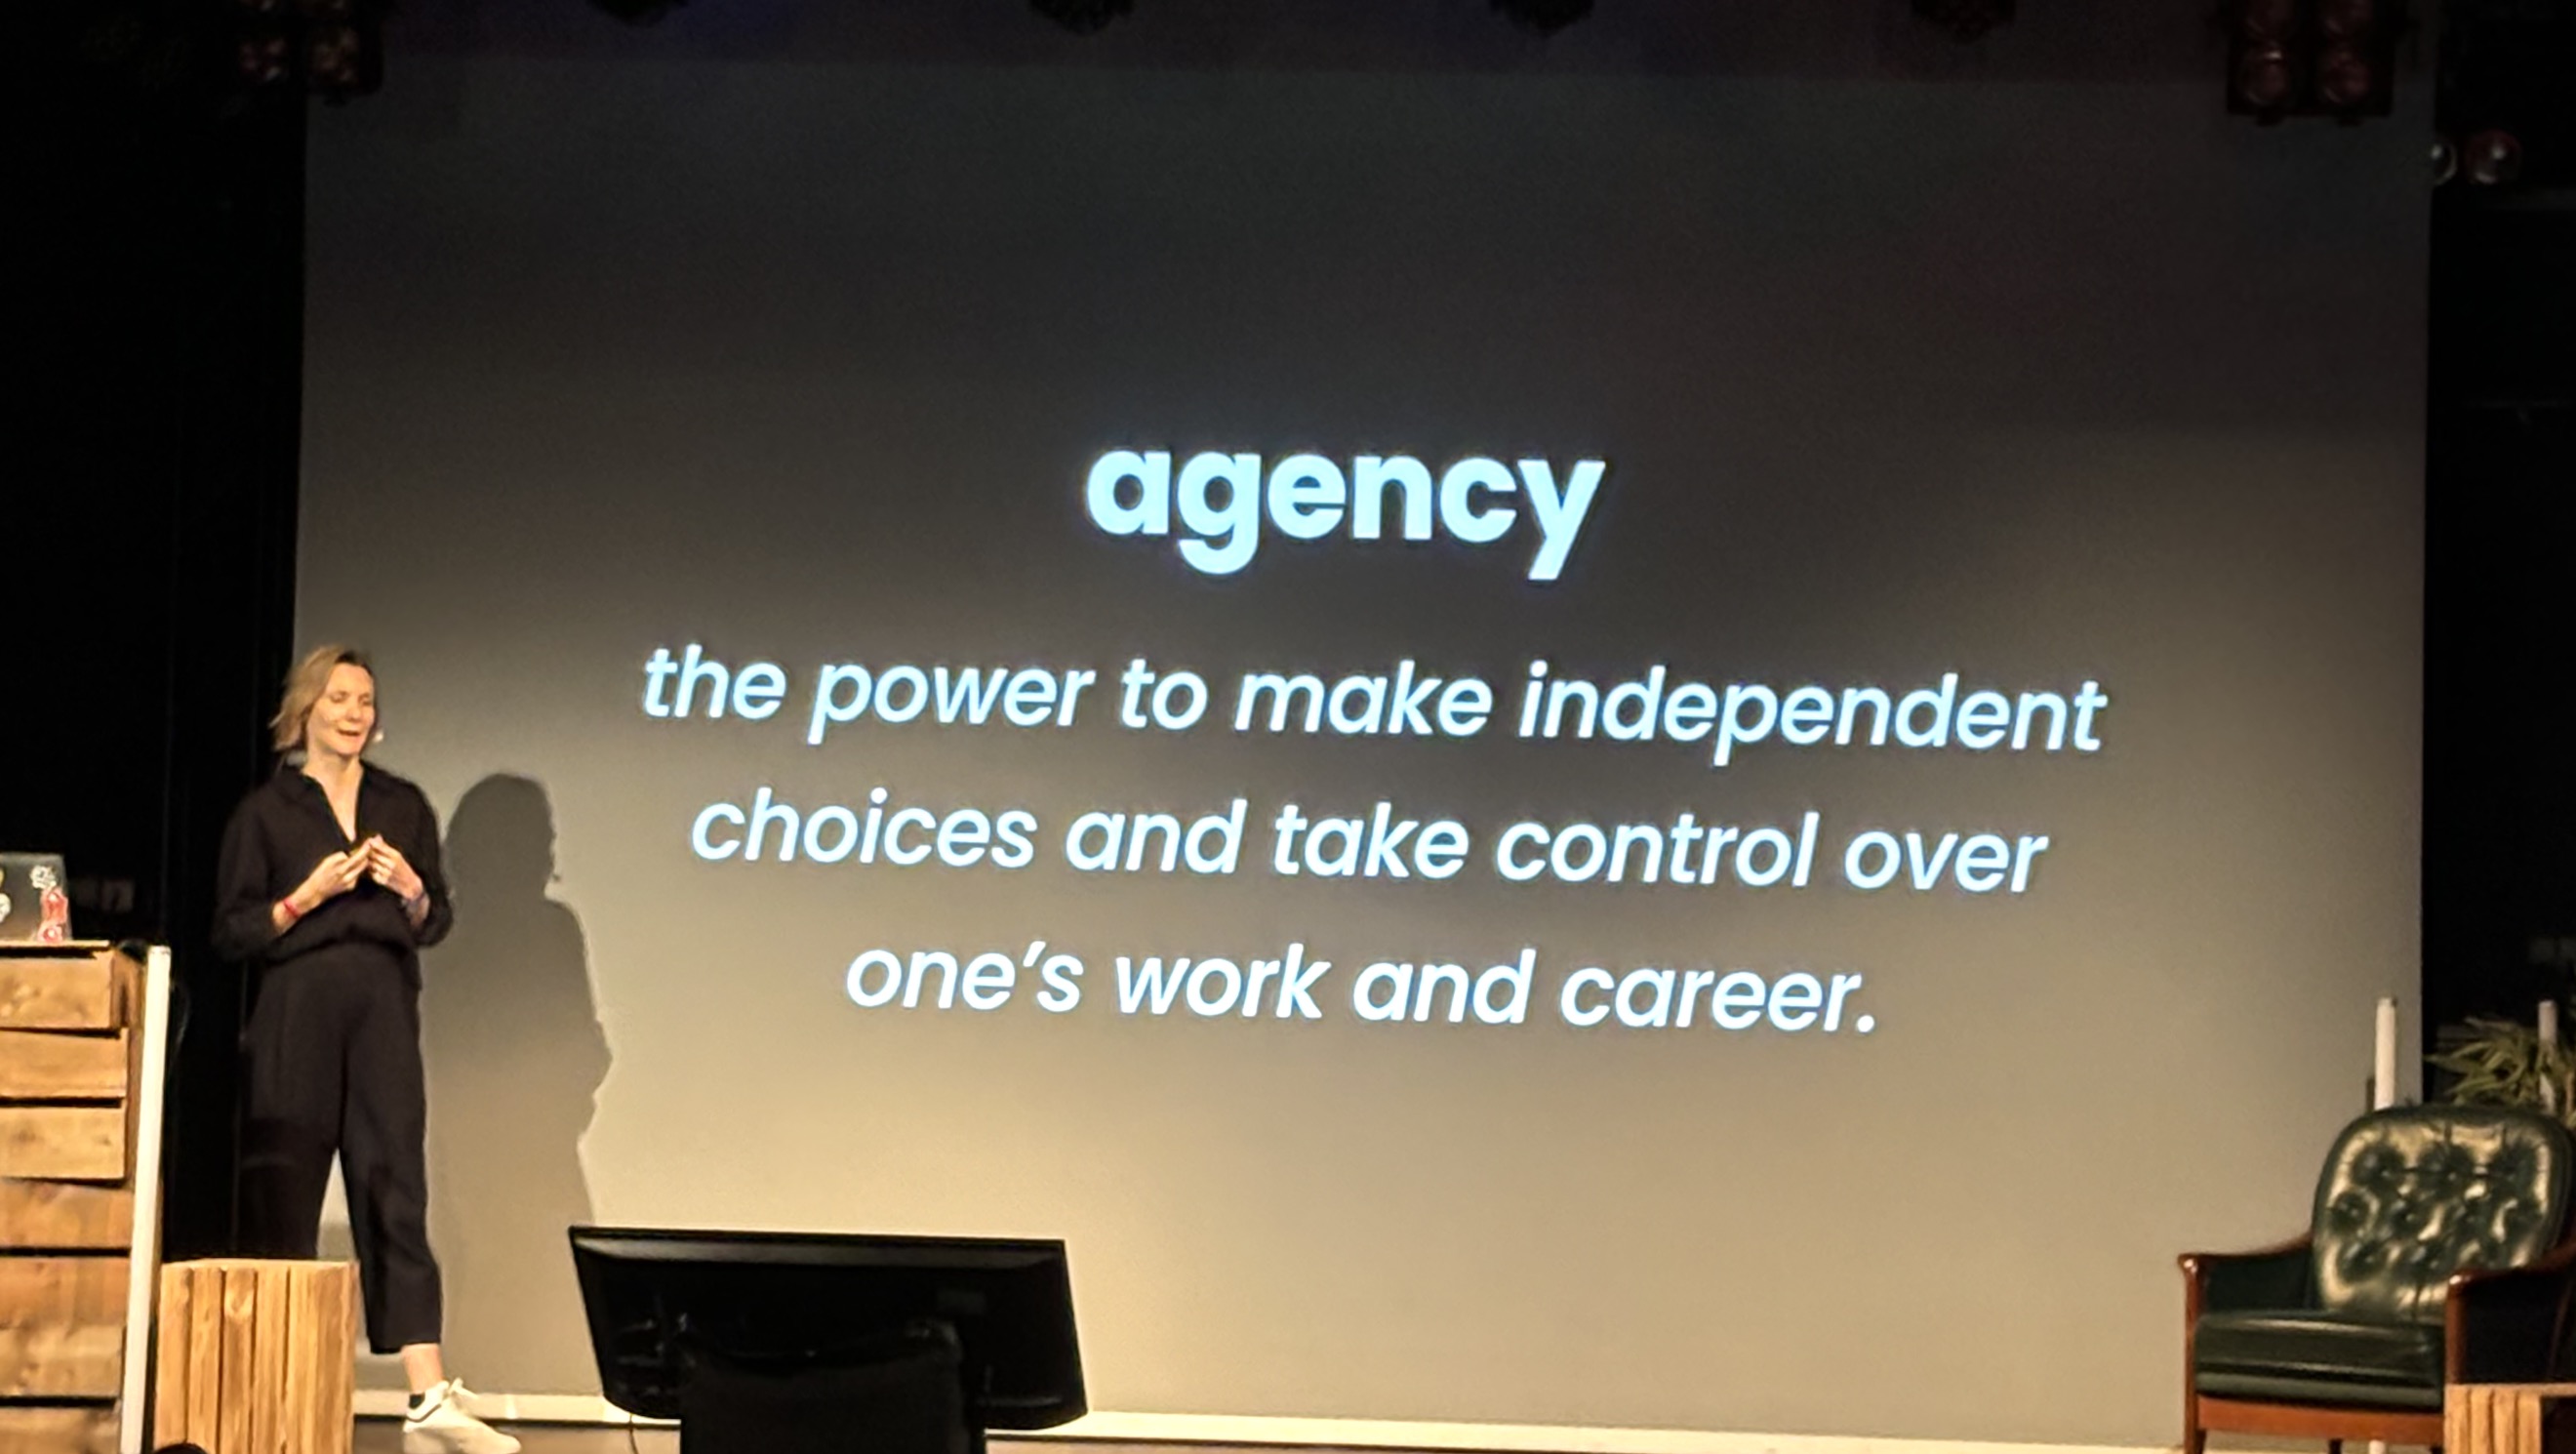 agency
the power to make independent
choices and take control over
one's work and career.